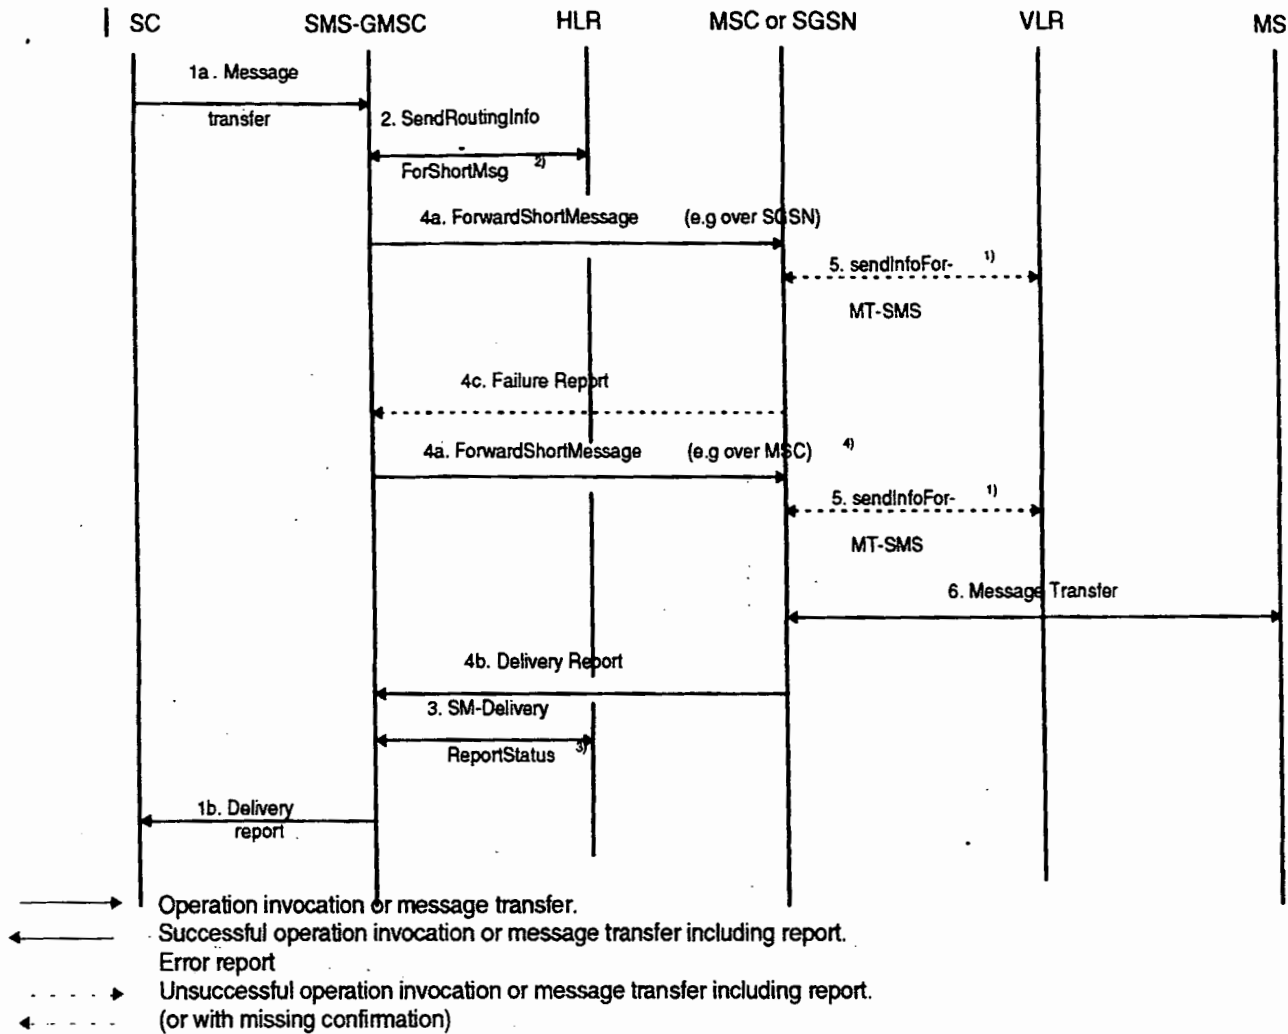 SC SMS-GMSC HLR MSC or SGSN VLR MS
1a. Message
transfer
2. SendRoutingInfo
ForShortMsg 2)
4a. ForwardShortMessage (e.g over SGSN)
5. sendInfoFor- 1)
MT-SMS
4c. Failure Report
4a. ForwardShortMessage (e.g over MSC) 4)
5. sendInfoFor- 1)
MT-SMS
6. Message Transfer
4b. Delivery Report
3. SM-Delivery
ReportStatus 3)
1b. Delivery
report
Operation invocation or message transfer.
Successful operation invocation or message transfer including report.
Error report
Unsuccessful operation invocation or message transfer including report.
(or with missing confirmation)